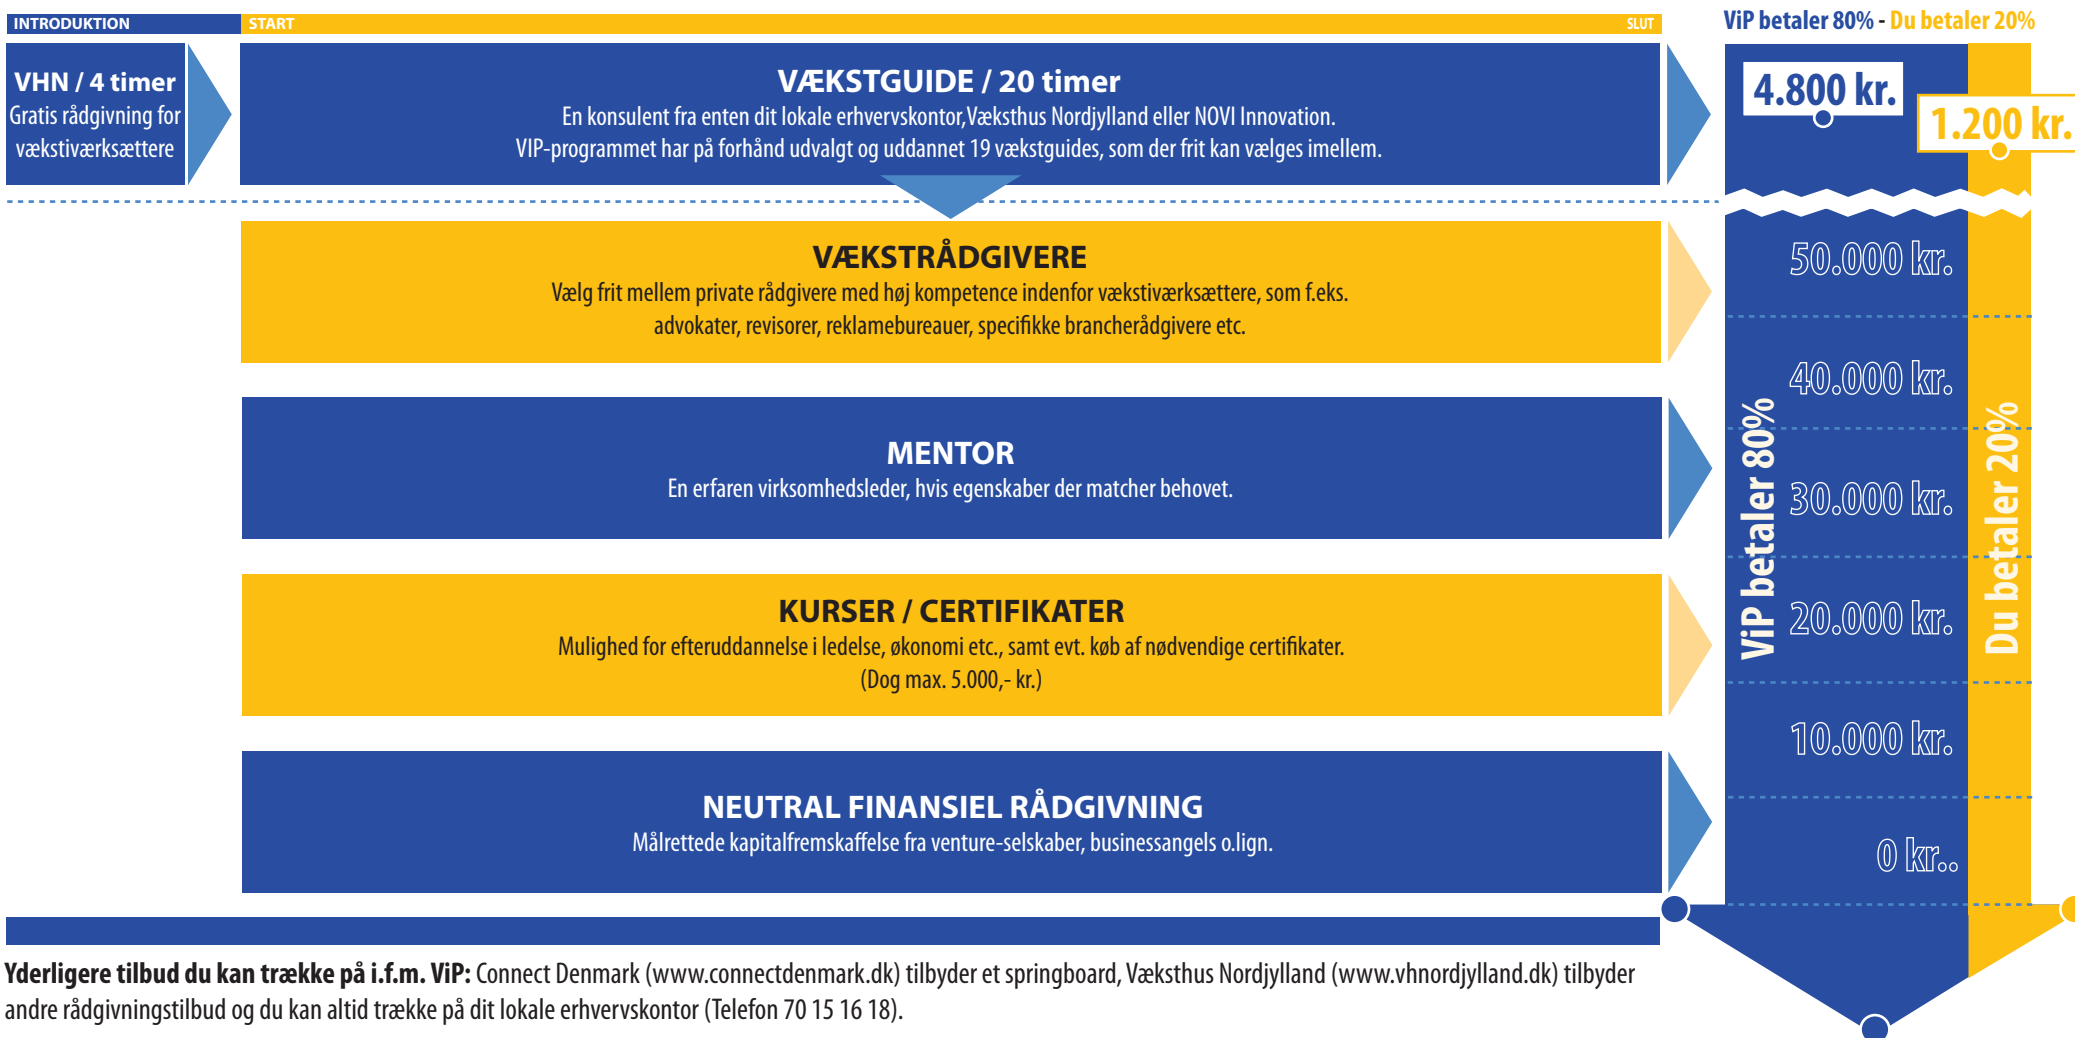 INTRODUKTION
START
SLUT
ViP betaler 80% - Du betaler 20%
VHN / 4 timer
Gratis rådgivning for
vækstiværksættere
VÆKSTGUIDE / 20 timer
En konsulent fra enten dit lokale erhvervskontor,Væksthus Nordjylland eller NOVI Innovation.
VIP-programmet har på forhånd udvalgt og uddannet 19 vækstguides, som der frit kan vælges imellem.
4.800 kr.
1.200 kr.
VÆKSTRÅDGIVERE
Vælg frit mellem private rådgivere med høj kompetence indenfor vækstiværksættere, som f.eks.
advokater, revisorer, reklamebureauer, specifikke brancherådgivere etc.
MENTOR
En erfaren virksomhedsleder, hvis egenskaber der matcher behovet.
KURSER / CERTIFIKATER
Mulighed for efteruddannelse i ledelse, økonomi etc., samt evt. køb af nødvendige certifikater.
(Dog max. 5.000,- kr.)
NEUTRAL FINANSIEL RÅDGIVNING
Målrettede kapitalfremskaffelse fra venture-selskaber, businessangels o.lign.
50.000 kr.
40.000 kr.
30.000 kr.
20.000 kr.
10.000 kr.
0 kr..
ViP betaler 80%
Du betaler 20%
Yderligere tilbud du kan trække på i.f.m. ViP: Connect Denmark (www.connectdenmark.dk) tilbyder et springboard, Væksthus Nordjylland (www.vhnordjylland.dk) tilbyder
andre rådgivningstilbud og du kan altid trække på dit lokale erhvervskontor (Telefon 70 15 16 18).